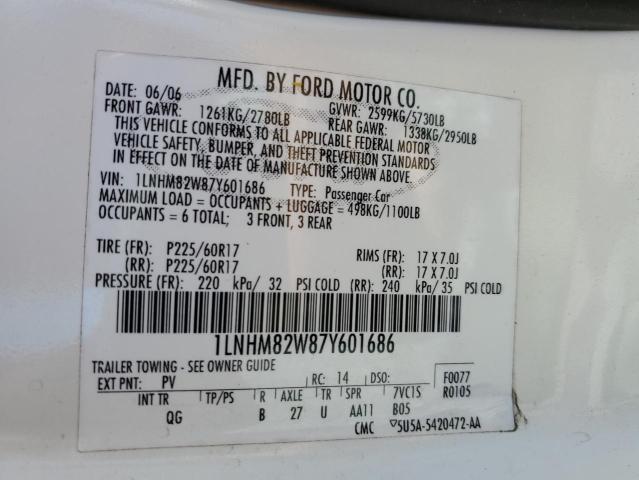 MFD. BY FORD MOTOR CO.
DATE: 06/06 GVWR: 2599KG/5730LB
FRONT GAWR: 1261KG/2780LB REAR GAWR: 1338KG/2950LB
THIS VEHICLE CONFORMS TO ALL APPLICABLE FEDERAL MOTOR
VEHICLE SAFETY, BUMPER, AND THEFT PREVENTION STANDARDS
IN EFFECT ON THE DATE OF MANUFACTURE SHOWN ABOVE.
VIN: 1LNHM82W87Y601686 TYPE: Passenger Car
MAXIMUM LOAD = OCCUPANTS + LUGGAGE = 498KG/1100LB
OCCUPANTS = 6 TOTAL; 3 FRONT, 3 REAR
TIRE (FR): P225/60R17 RIMS (FR): 17 X 7.0J
(RR): P225/60R17 (RR): 17 X 7.0J
PRESSURE (FR): 220 kPa/ 32 PSI COLD (RR): 240 kPa/ 35 PSI COLD
1LNHM82W87Y601686
TRAILER TOWING - SEE OWNER GUIDE
EXT PNT: PV RC: 14 DSO: F0077
INT TR TP/PS R AXLE TR SPR 7VC1S R0105
QG B 27 U AA11 B05
CMC 5U5A-5420472-AA